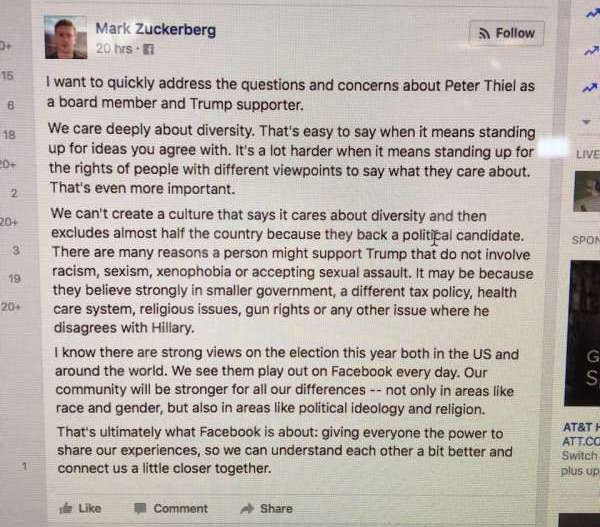 Mark Zuckerberg
20 hrs ·
Follow
I want to quickly address the questions and concerns about Peter Thiel as
a board member and Trump supporter.
We care deeply about diversity. That's easy to say when it means standing
up for ideas you agree with. It's a lot harder when it means standing up for
the rights of people with different viewpoints to say what they care about.
That's even more important.
We can't create a culture that says it cares about diversity and then
excludes almost half the country because they back a political candidate.
There are many reasons a person might support Trump that do not involve
racism, sexism, xenophobia or accepting sexual assault. It may be because
they believe strongly in smaller government, a different tax policy, health
care system, religious issues, gun rights or any other issue where he
disagrees with Hillary.
I know there are strong views on the election this year both in the US and
around the world. We see them play out on Facebook every day. Our
community will be stronger for all our differences -- not only in areas like
race and gender, but also in areas like political ideology and religion.
That's ultimately what Facebook is about: giving everyone the power to
share our experiences, so we can understand each other a bit better and
connect us a little closer together.
Like
Comment
Share
0+
15
6
18
20+
2
20+
3
19
20+
1
LIVE
SPON
G
S
AT&T
ATT.CO
Switch
plus up